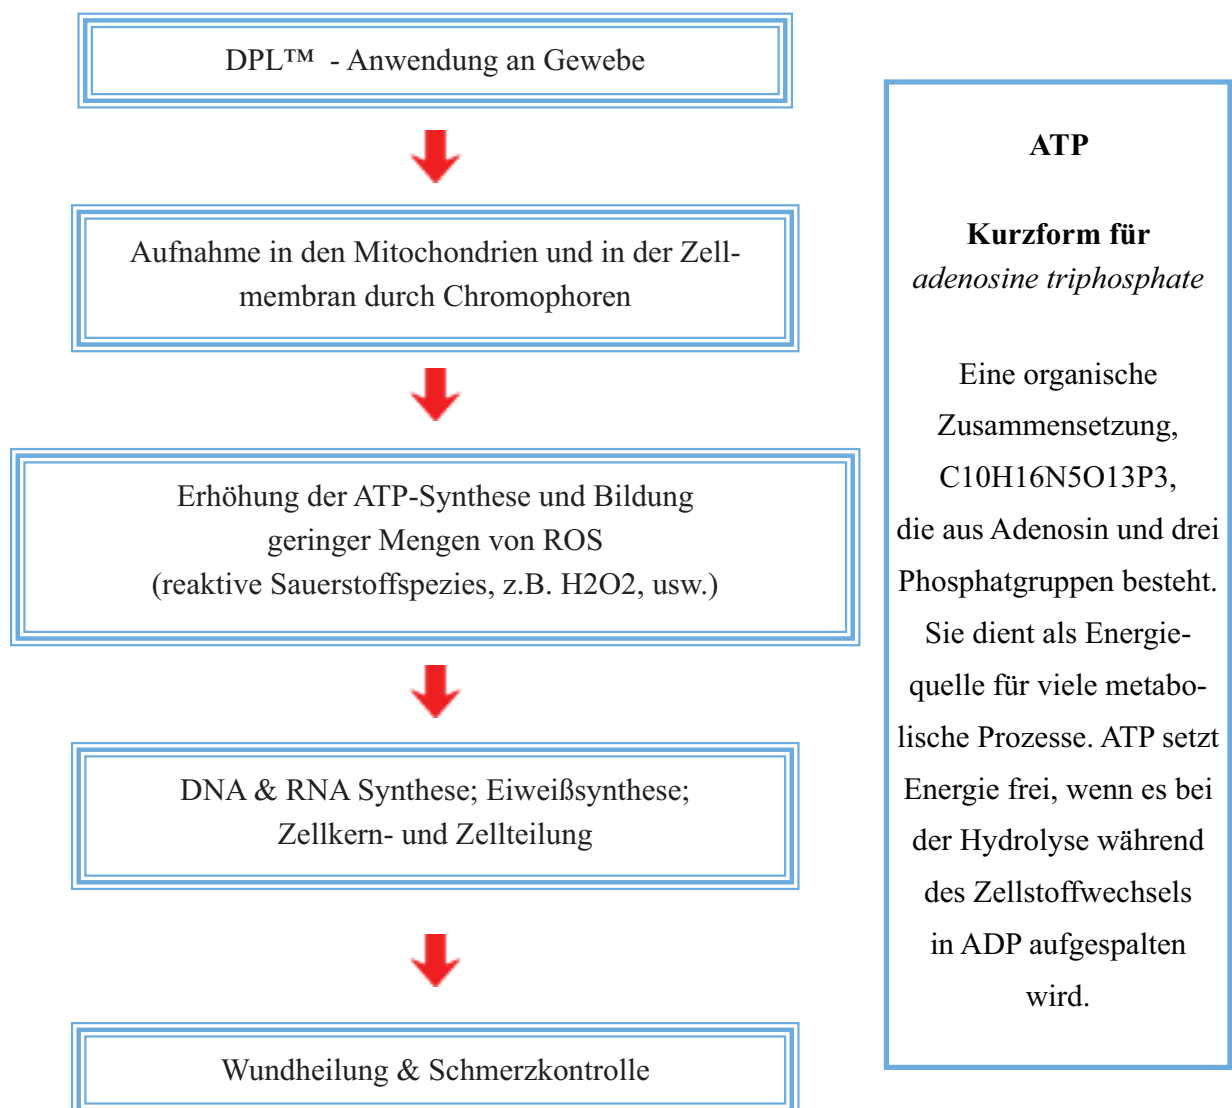 DPL™ - Anwendung an Gewebe
Aufnahme in den Mitochondrien und in der Zell-
membran durch Chromophoren
Erhöhung der ATP-Synthese und Bildung
geringer Mengen von ROS
(reaktive Sauerstoffspezies, z.B. H2O2, usw.)
DNA & RNA Synthese; Eiweißsynthese;
Zellkern- und Zellteilung
Wundheilung & Schmerzkontrolle
ATP
Kurzform für
adenosine triphosphate
Eine organische
Zusammensetzung,
C10H16N5O13P3,
die aus Adenosin und drei
Phosphatgruppen besteht.
Sie dient als Energie-
quelle für viele metabo-
lische Prozesse. ATP setzt
Energie frei, wenn es bei
der Hydrolyse während
des Zellstoffwechsels
in ADP aufgespalten
wird.